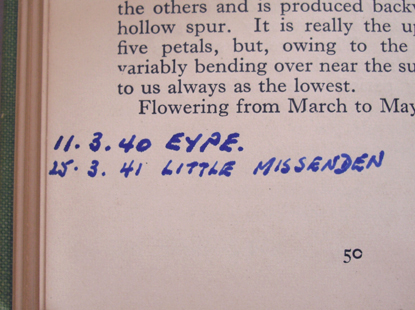 the others and is produced backw
hollow spur. It is really the up
five petals, but, owing to the
variably bending over near the su
to us always as the lowest.
Flowering from March to May
11.3.40 EYPE.
25.3.41 LITTLE MISSENDEN
50